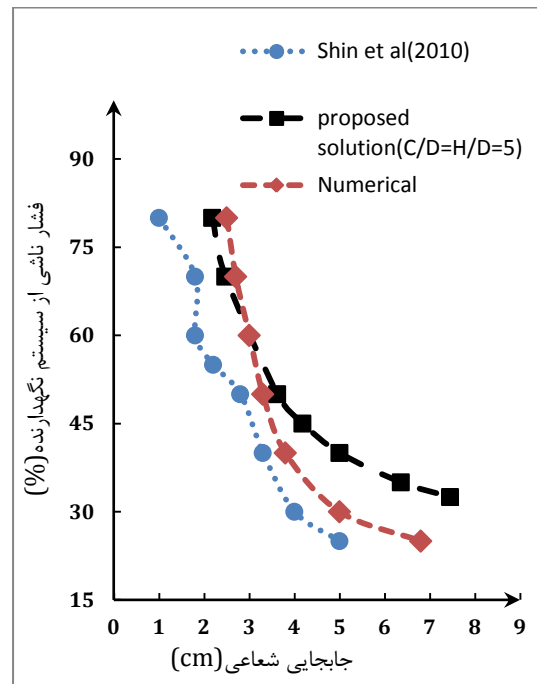 Shin et al(2010)
proposed
solution(C/D=H/D=5)
Numerical
فشار ناشی از سیستم نگهدارنده(%)
90
75
60
45
30
15
0 1 2 3 4 5 6 7 8 9
جابجایی شعاعی(cm)